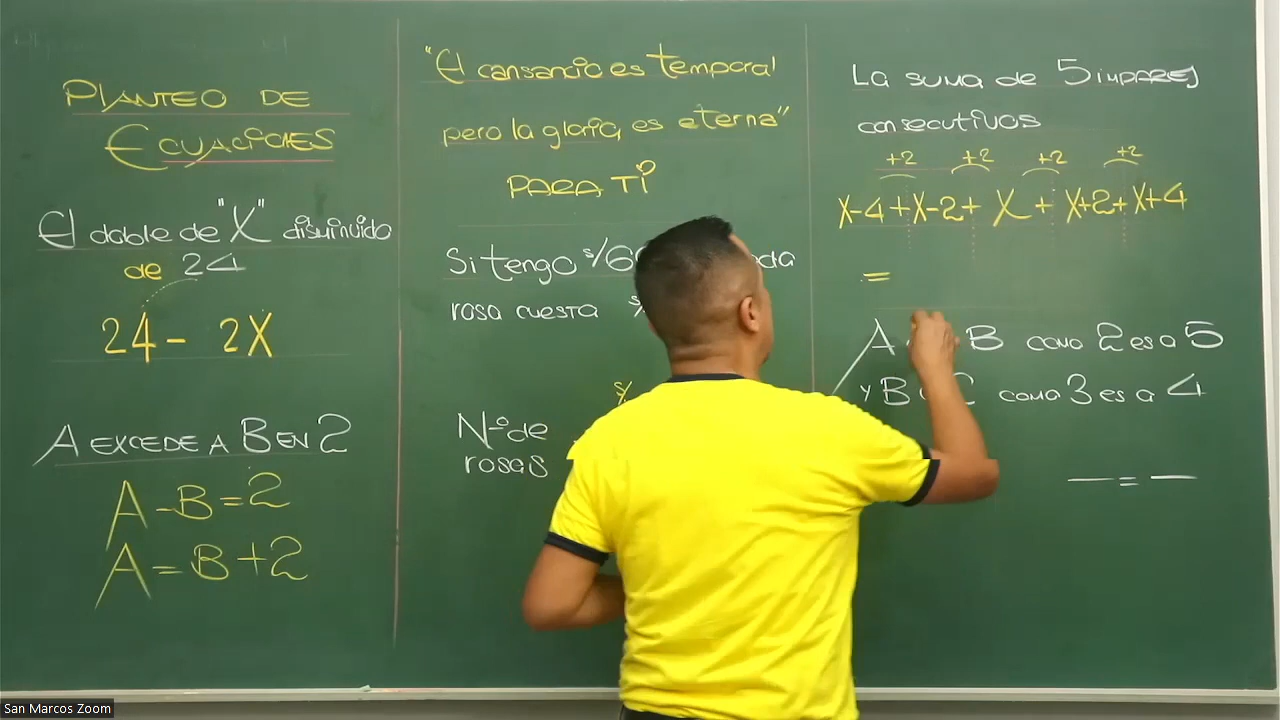 PLANTEO DE
ECUACIONES
El doble de "X" disminuido
de 24
24 - 2X
A EXCEDE A B EN 2
A - B = 2
A = B + 2
"El cansancio es temporal
pero la gloria es eterna"
PARA TI
Si tengo s/6
rosa cuesta s/
s/
N° de
rosas
La suma de 5 impares
consecutivos
+2 +2 +2 +2
X-4+X-2+ X + X+2+X+4
=
A B como 2 es a 5
y B C como 3 es a 4
— = —
San Marcos Zoom